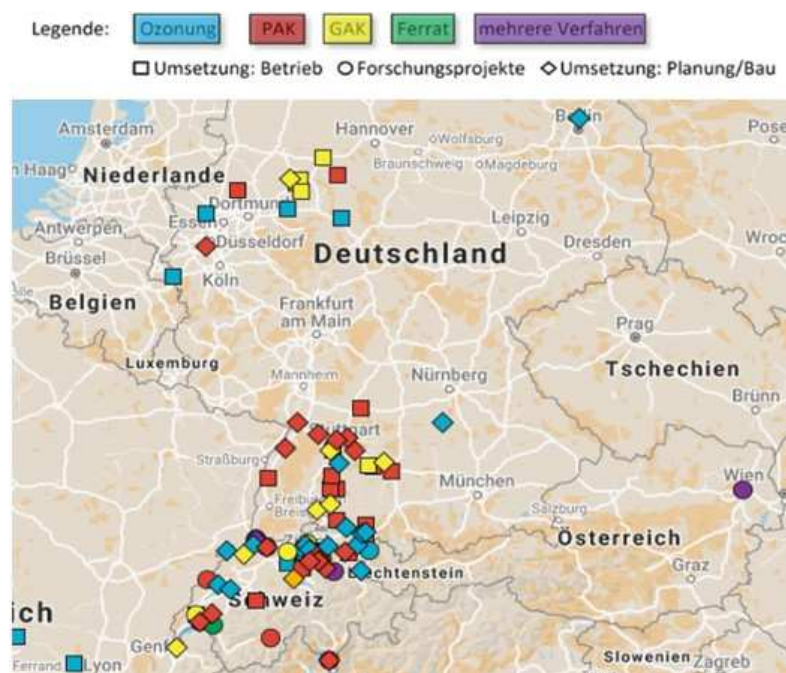 Legende: Ozonung PAK GAK Ferrat mehrere Verfahren
Umsetzung: Betrieb Forschungsprojekte Umsetzung: Planung/Bau
Amsterdam
Hannover
Berlin
Wolfsburg
Braunschweig
Magdeburg
Pose
n Haag
Niederlande
Dortmund
Essen
Leipzig
Antwerpen
Düsseldorf
Deutschland
Dresden
Wroc
Brüssel
Köln
Belgien
Frankfurt
am Main
Prag
Luxemburg
Tschechien
Mannheim
Nürnberg
Brünn
Stuttgart
Straßburg
München
Wien
Freiburg
Breis
Salzburg
Österreich
Liechtenstein
Graz
ich
Schweiz
Genf
Ferrand
Lyon
Slowenien
Zagreb